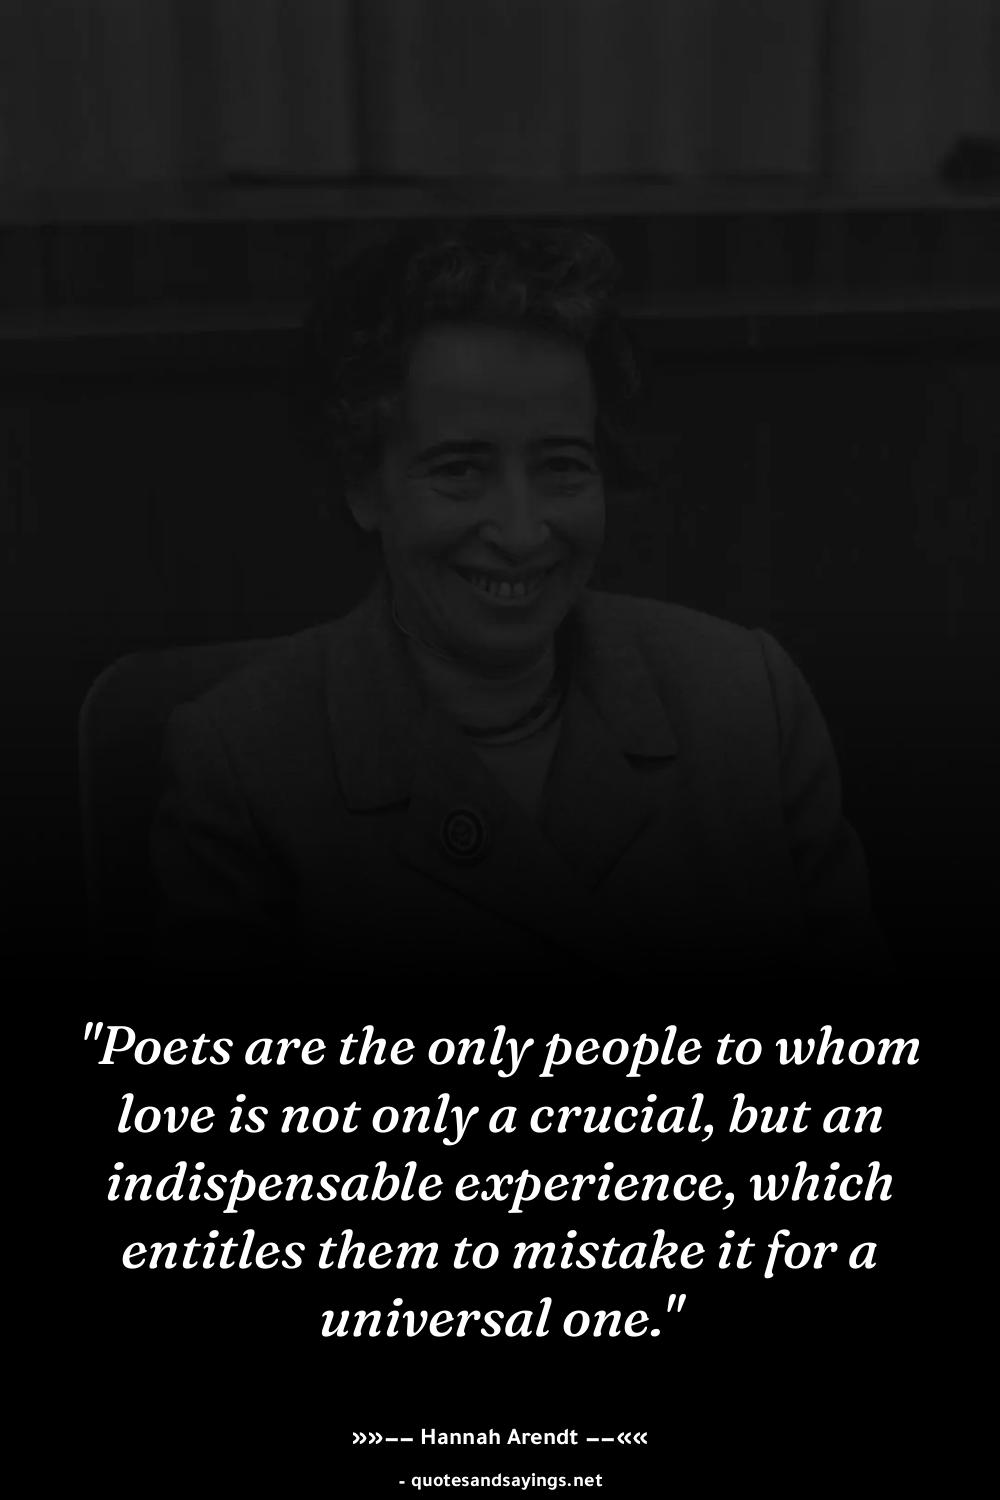 "Poets are the only people to whom
love is not only a crucial, but an
indispensable experience, which
entitles them to mistake it for a
universal one."
»»−− Hannah Arendt −−««
- quotesandsayings.net